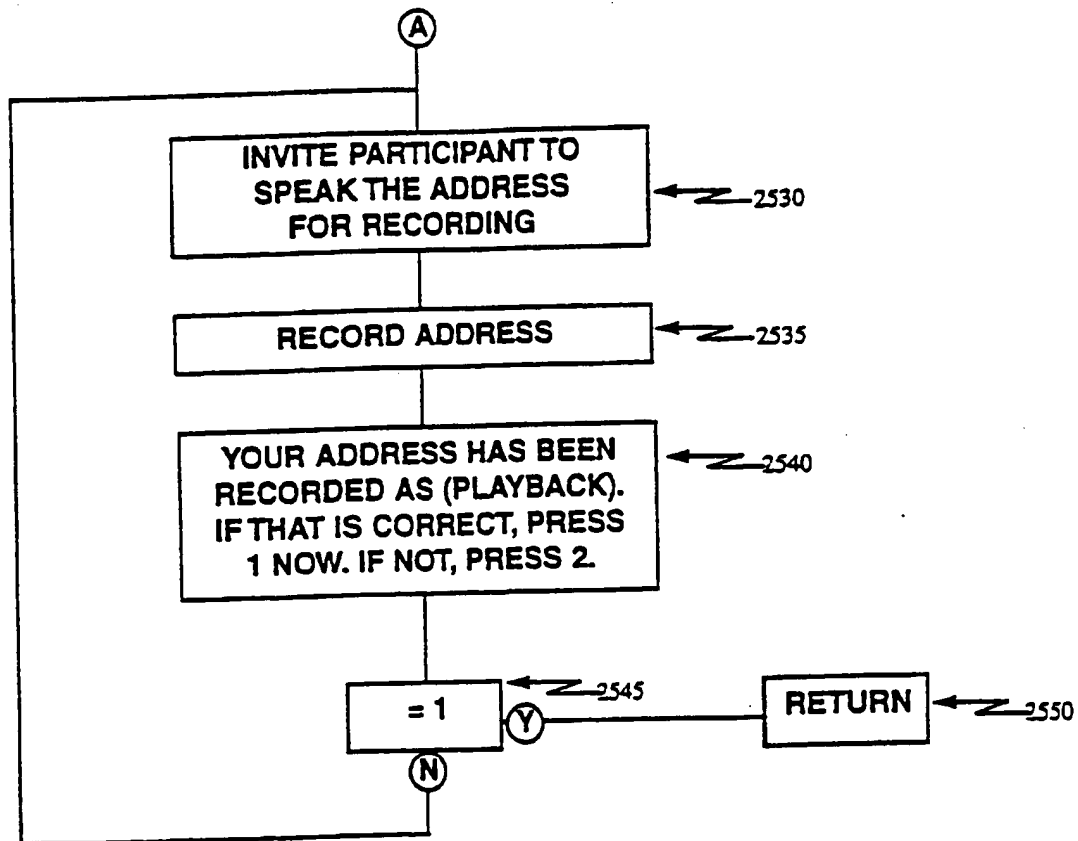 A
INVITE PARTICIPANT TO
SPEAK THE ADDRESS
FOR RECORDING
2530
RECORD ADDRESS
2535
YOUR ADDRESS HAS BEEN
RECORDED AS (PLAYBACK).
IF THAT IS CORRECT, PRESS
1 NOW. IF NOT, PRESS 2.
2540
= 1
2545
Y
RETURN
2550
N